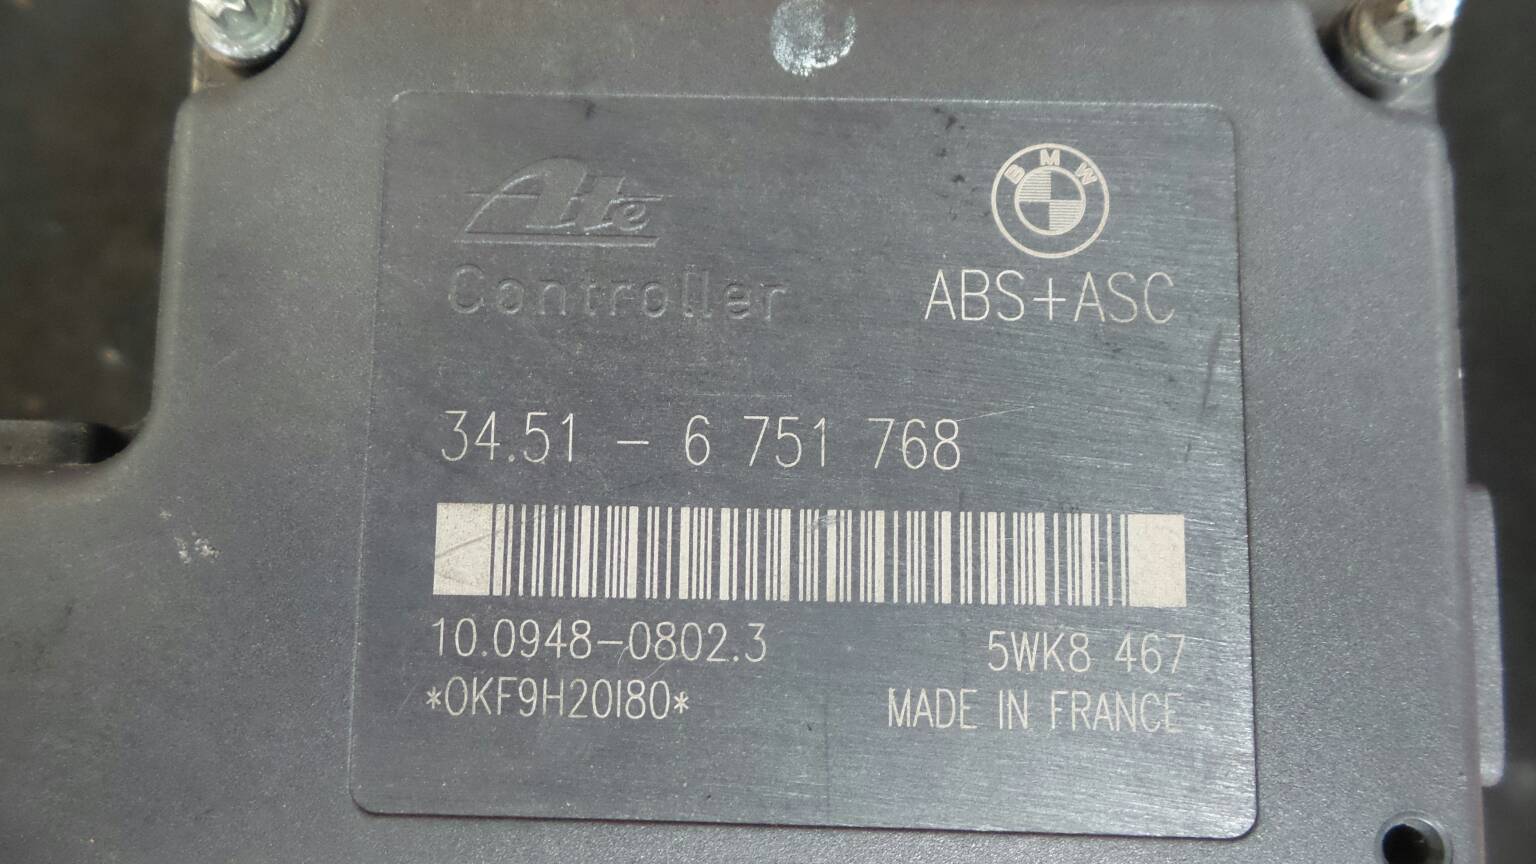 Ate
BMW
Controller
ABS+ASC
34.51 - 6 751 768
10.0948-0802.3
5WK8 467
*0KF9H20I80*
MADE IN FRANCE